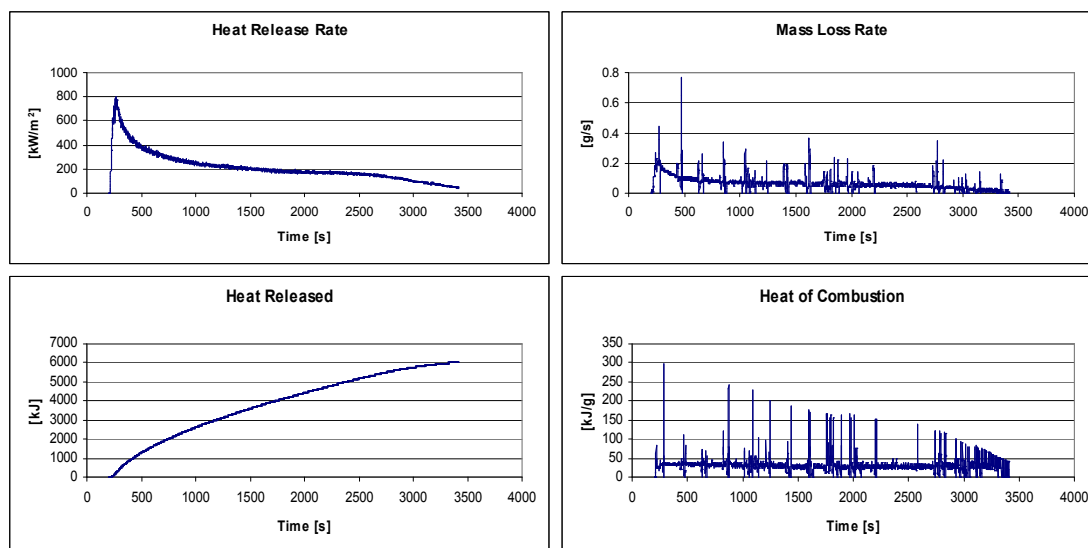 Heat Release Rate
[kW/m²]
1000
800
600
400
200
0
0 500 1000 1500 2000 2500 3000 3500 4000
Time [s]
Mass Loss Rate
[g/s]
0.8
0.6
0.4
0.2
0
0 500 1000 1500 2000 2500 3000 3500 4000
Time [s]
Heat Released
[kJ]
7000
6000
5000
4000
3000
2000
1000
0
0 500 1000 1500 2000 2500 3000 3500 4000
Time [s]
Heat of Combustion
[kJ/g]
350
300
250
200
150
100
50
0
0 500 1000 1500 2000 2500 3000 3500 4000
Time [s]